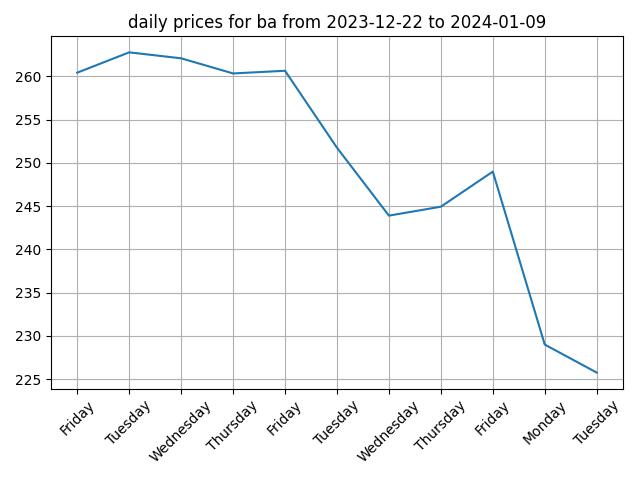 daily prices for ba from 2023-12-22 to 2024-01-09
260
255
250
245
240
235
230
225
Friday
Tuesday
Wednesday
Thursday
Friday
Tuesday
Wednesday
Thursday
Friday
Monday
Tuesday